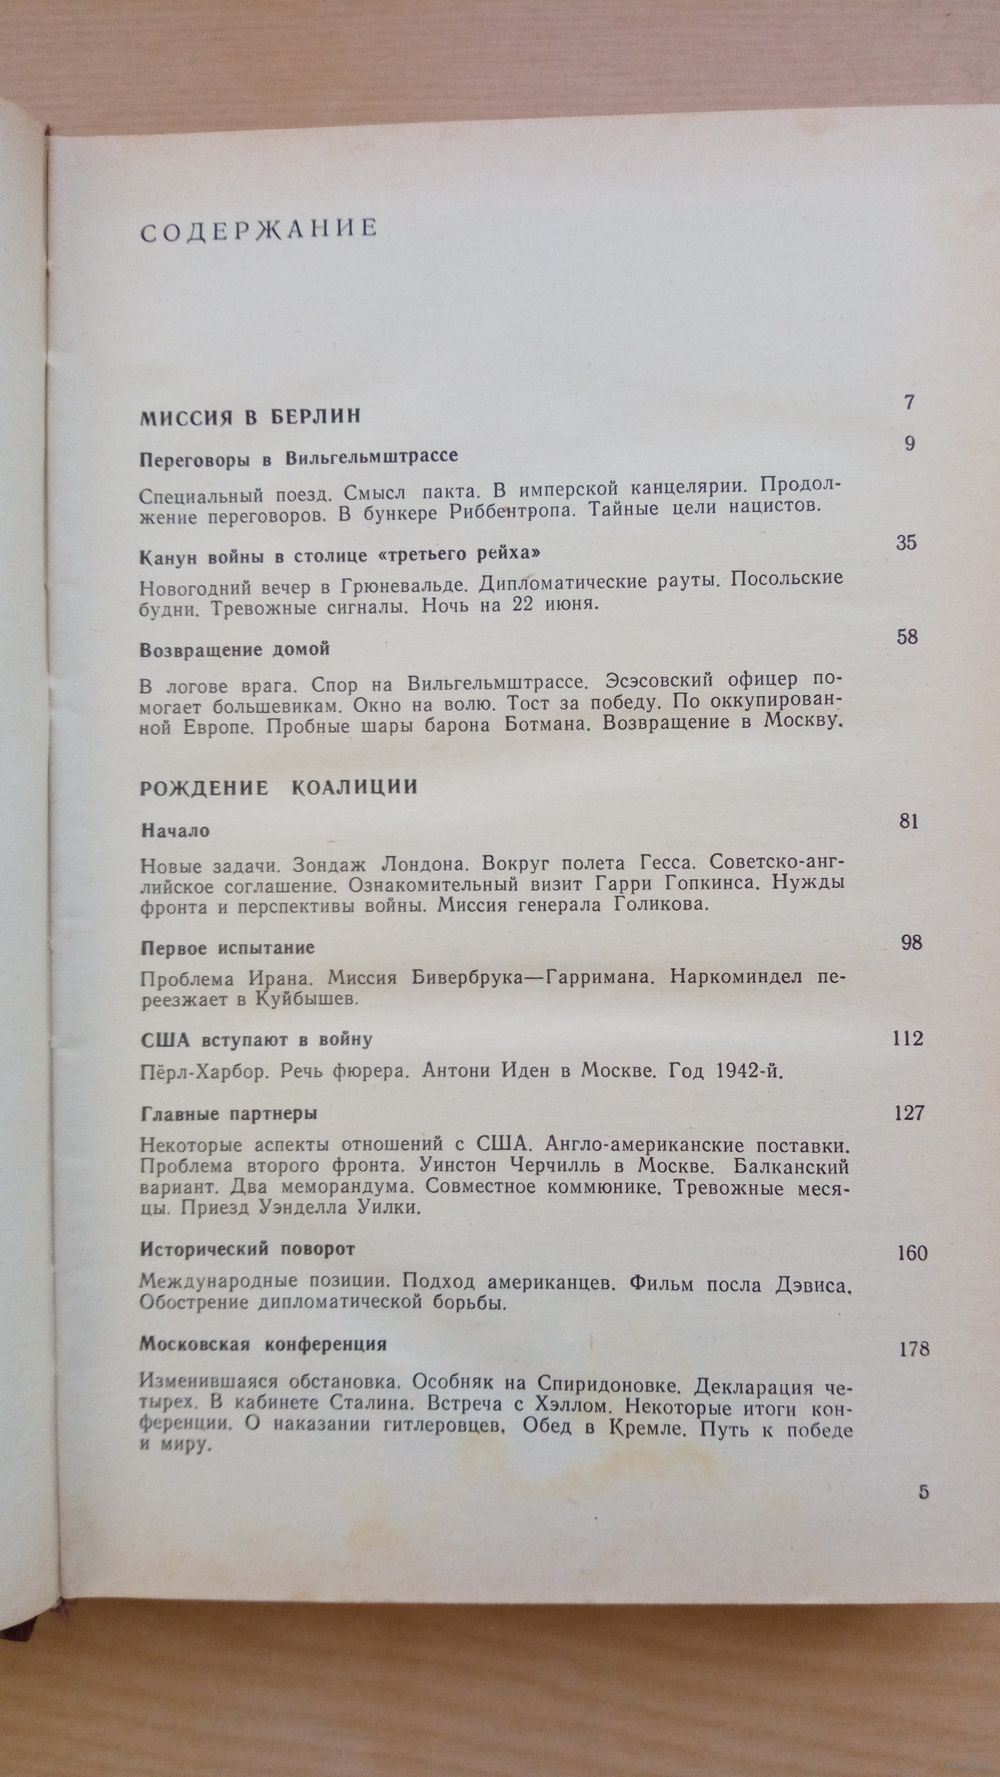 СОДЕРЖАНИЕ
МИССИЯ В БЕРЛИН 7
Переговоры в Вильгельмштрассе 9
Специальный поезд. Смысл пакта. В имперской канцелярии. Продол-
жение переговоров. В бункере Риббентропа. Тайные цели нацистов.
Канун войны в столице «третьего рейха» 35
Новогодний вечер в Грюневальде. Дипломатические рауты. Посольские
будни. Тревожные сигналы. Ночь на 22 июня.
Возвращение домой 58
В логове врага. Спор на Вильгельмштрассе. Эсэсовский офицер по-
могает большевикам. Окно на волю. Тост за победу. По оккупирован-
ной Европе. Пробные шары барона Ботмана. Возвращение в Москву.
РОЖДЕНИЕ КОАЛИЦИИ
Начало 81
Новые задачи. Зондаж Лондона. Вокруг полета Гесса. Советско-анг-
лийское соглашение. Ознакомительный визит Гарри Гопкинса. Нужды
фронта и перспективы войны. Миссия генерала Голикова.
Первое испытание 98
Проблема Ирана. Миссия Бивербрука—Гарримана. Наркоминдел пе-
реезжает в Куйбышев.
США вступают в войну 112
Пёрл-Харбор. Речь фюрера. Антони Иден в Москве. Год 1942-й.
Главные партнеры 127
Некоторые аспекты отношений с США. Англо-американские поставки.
Проблема второго фронта. Уинстон Черчилль в Москве. Балканский
вариант. Два меморандума. Совместное коммюнике. Тревожные меся-
цы. Приезд Уэнделла Уилки.
Исторический поворот 160
Международные позиции. Подход американцев. Фильм посла Дэвиса.
Обострение дипломатической борьбы.
Московская конференция 178
Изменившаяся обстановка. Особняк на Спиридоновке. Декларация че-
тырех. В кабинете Сталина. Встреча с Хэллом. Некоторые итоги кон-
ференции. О наказании гитлеровцев. Обед в Кремле. Путь к победе
и миру.
5